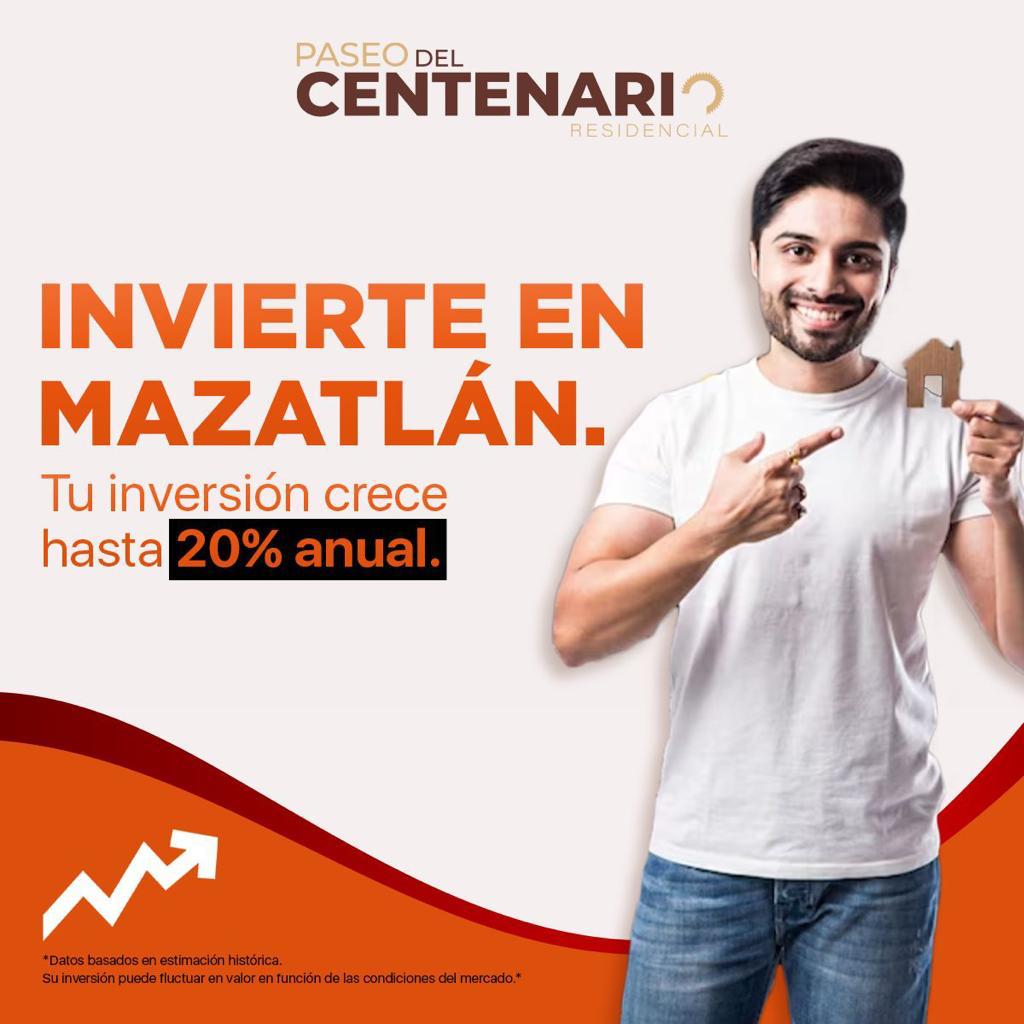 PASEO DEL
CENTENARIO
RESIDENCIAL
INVIERTE EN
MAZATLÁN.
Tu inversión crece
hasta 20% anual.
*Datos basados en estimación histórica.
Su inversión puede fluctuar en valor en función de las condiciones del mercado.*